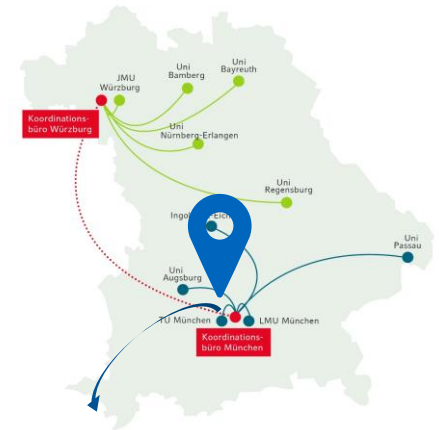 Uni
Bayreuth
Uni
Bamberg
JMU
Würzburg
Koordinations-
büro Würzburg
Uni
Nürnberg-Erlangen
Uni
Regensburg
Uni
Passau
Uni
Augsburg
TU München
LMU München
Koordinations-
büro München